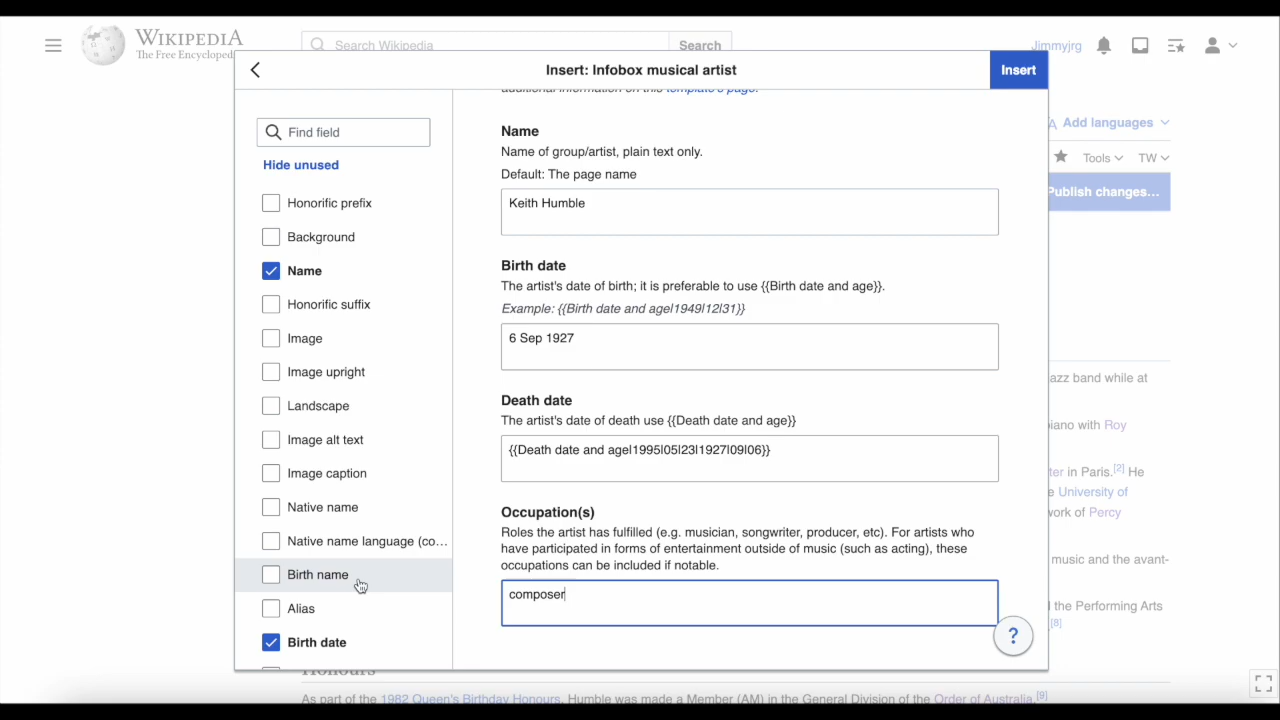 WIKIPEDIA
The Free Encyclopedi
Search Wikipedia
Search
Jimmyjrg
Insert: Infobox musical artist
Insert
additional information on this template's page.
Find field
Hide unused
Honorific prefix
Background
Name
Honorific suffix
Image
Image upright
Landscape
Image alt text
Image caption
Native name
Native name language (co...
Birth name
Alias
Birth date
Name
Name of group/artist, plain text only.
Default: The page name
Keith Humble
Birth date
The artist's date of birth; it is preferable to use {{Birth date and age}}.
Example: {{Birth date and age|1949|12|31}}
6 Sep 1927
Death date
The artist's date of death use {{Death date and age}}
{{Death date and age|1995|05|23|1927|09|06}}
Occupation(s)
Roles the artist has fulfilled (e.g. musician, songwriter, producer, etc). For artists who
have participated in forms of entertainment outside of music (such as acting), these
occupations can be included if notable.
composer
?
Add languages
Tools TW
Publish changes...
azz band while at
iano with Roy
ter in Paris.[2] He
e University of
work of Percy
music and the avant-
the Performing Arts
[8]
Honours
As part of the 1982 Queen's Birthday Honours, Humble was made a Member (AM) in the General Division of the Order of Australia.[9]